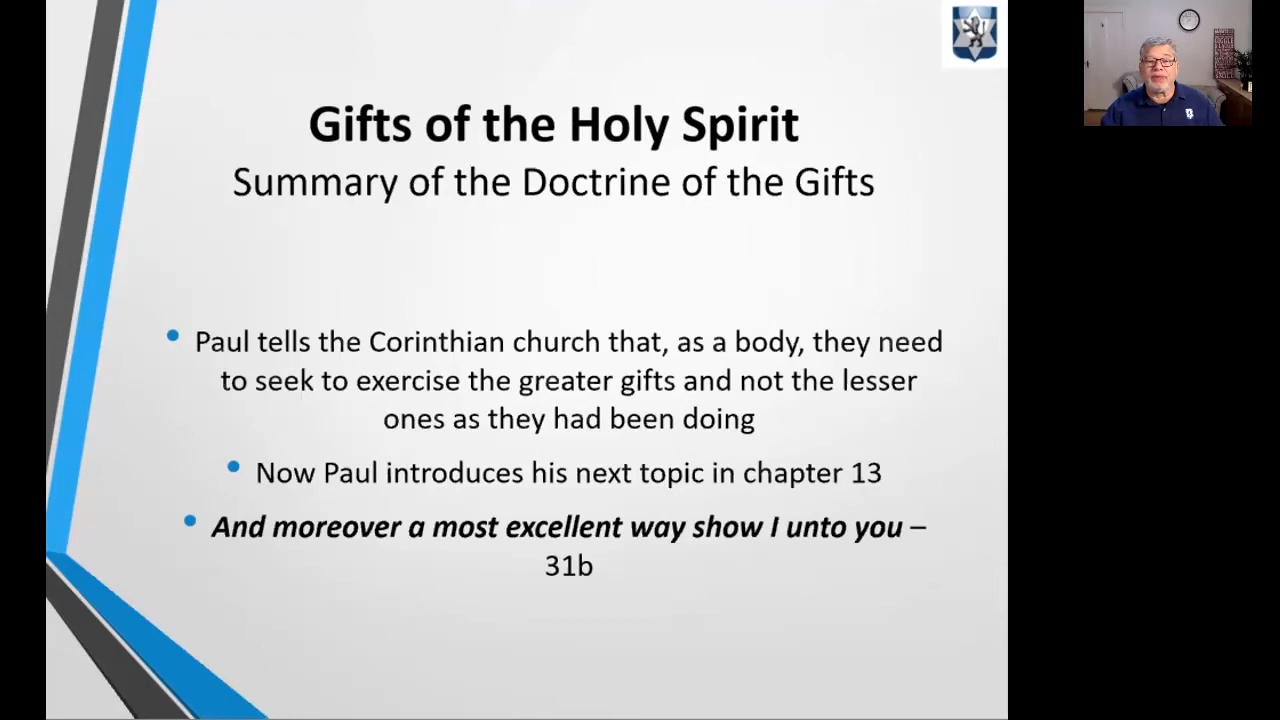 Gifts of the Holy Spirit
Summary of the Doctrine of the Gifts
• Paul tells the Corinthian church that, as a body, they need
to seek to exercise the greater gifts and not the lesser
ones as they had been doing
• Now Paul introduces his next topic in chapter 13
• And moreover a most excellent way show I unto you –
31b